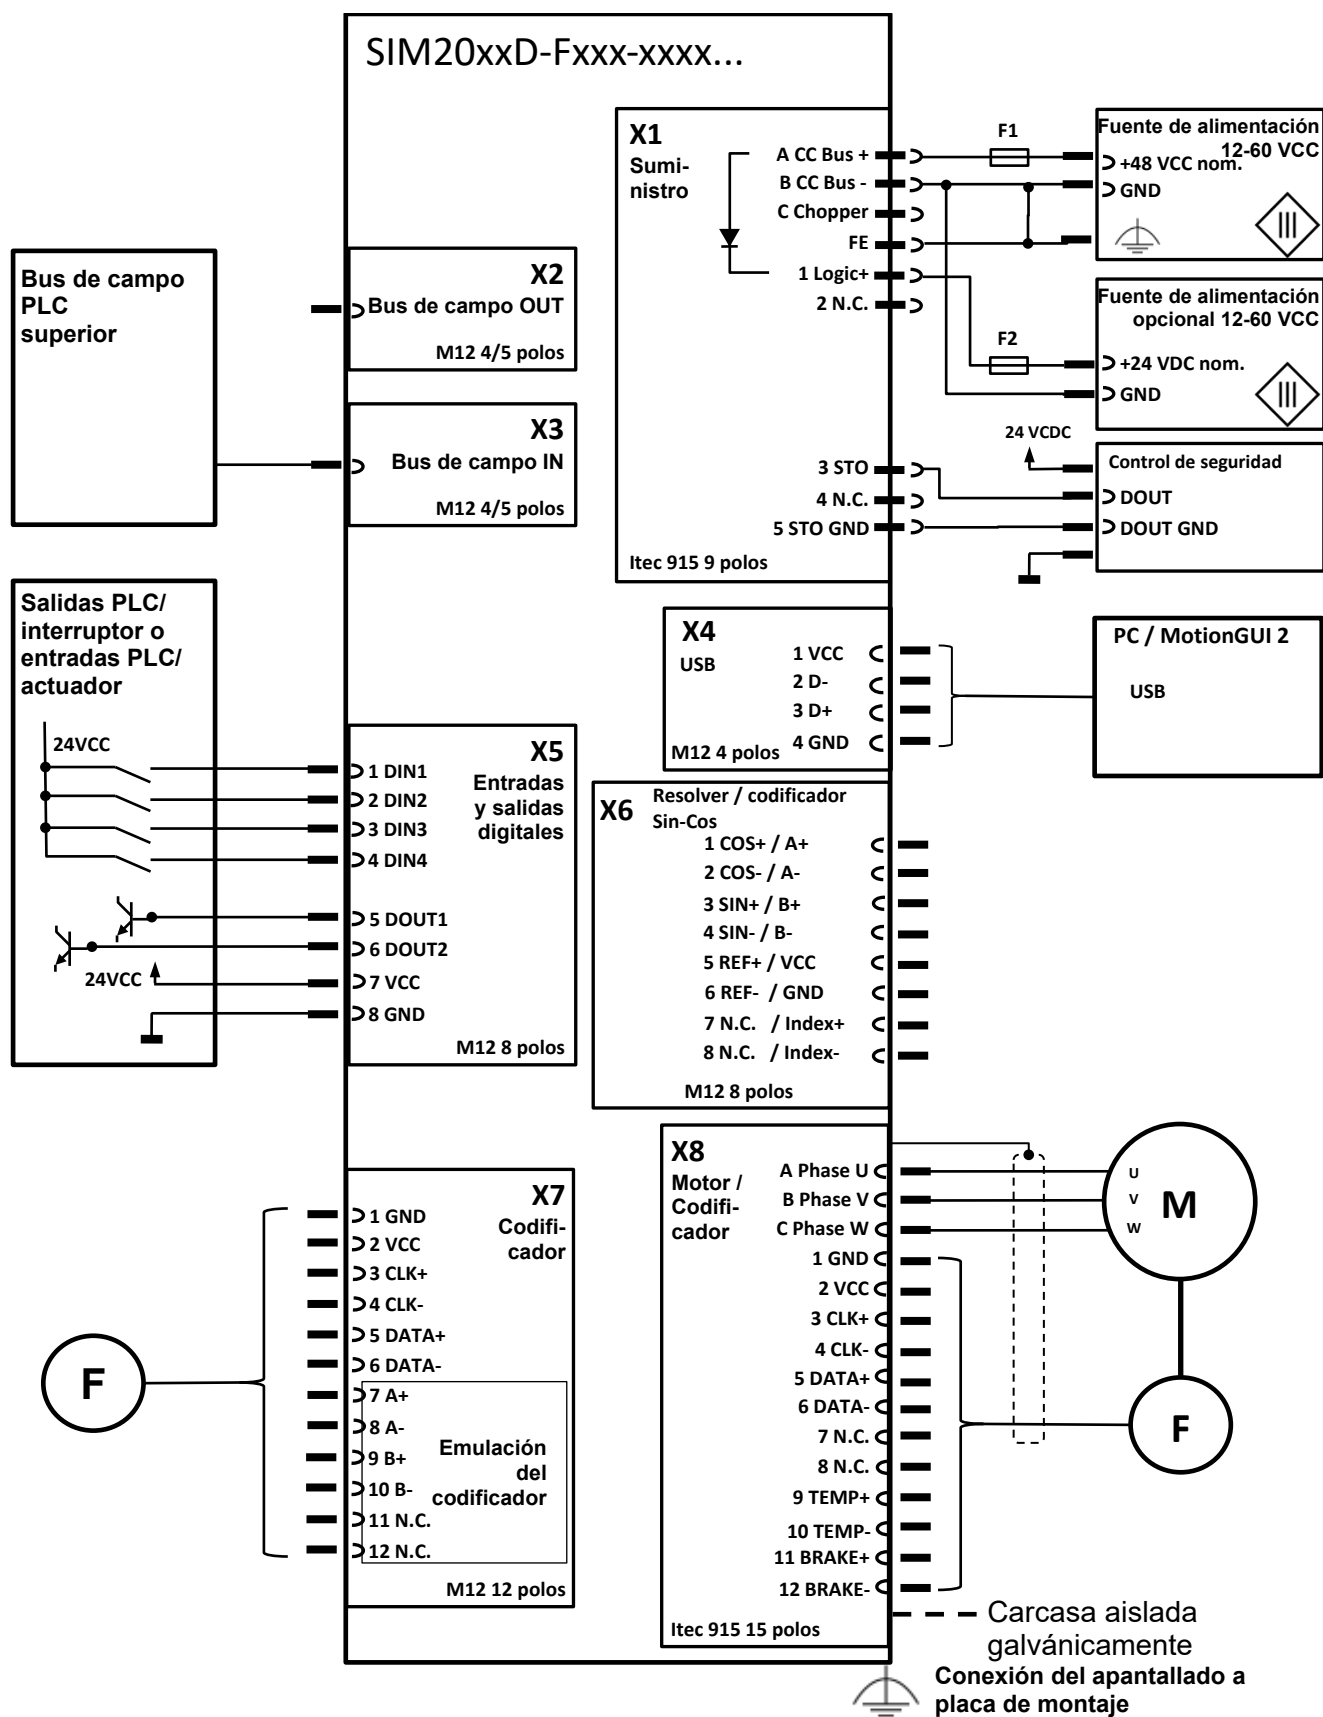 SIM20xxD-Fxxx-xxxx...
X1
Sumi-
nistro
A CC Bus +
B CC Bus -
C Chopper
FE
1 Logic+
2 N.C.
3 STO
4 N.C.
5 STO GND
Itec 915 9 polos
F1
Fuente de alimentación
12-60 VCC
+48 VCC nom.
GND
III
Fuente de alimentación
opcional 12-60 VCC
F2
+24 VDC nom.
GND
III
24 VCDC
Control de seguridad
DOUT
DOUT GND
Bus de campo
PLC
superior
X2
Bus de campo OUT
M12 4/5 polos
X3
Bus de campo IN
M12 4/5 polos
Salidas PLC/
interruptor o
entradas PLC/
actuador
24VCC
24VCC
X5
Entradas
y salidas
digitales
1 DIN1
2 DIN2
3 DIN3
4 DIN4
5 DOUT1
6 DOUT2
7 VCC
8 GND
M12 8 polos
X4
USB
1 VCC
2 D-
3 D+
4 GND
M12 4 polos
PC / MotionGUI 2
USB
X6
Resolver / codificador
Sin-Cos
1 COS+ / A+
2 COS- / A-
3 SIN+ / B+
4 SIN- / B-
5 REF+ / VCC
6 REF- / GND
7 N.C. / Index+
8 N.C. / Index-
M12 8 polos
X7
Codifi-
cador
1 GND
2 VCC
3 CLK+
4 CLK-
5 DATA+
6 DATA-
7 A+
8 A-
9 B+
10 B-
11 N.C.
12 N.C.
Emulación
del
codificador
M12 12 polos
F
X8
Motor /
Codifi-
cador
A Phase U
B Phase V
C Phase W
1 GND
2 VCC
3 CLK+
4 CLK-
5 DATA+
6 DATA-
7 N.C.
8 N.C.
9 TEMP+
10 TEMP-
11 BRAKE+
12 BRAKE-
Itec 915 15 polos
U
V
W
M
F
Carcasa aislada
galvánicamente
Conexión del apantallado a
placa de montaje